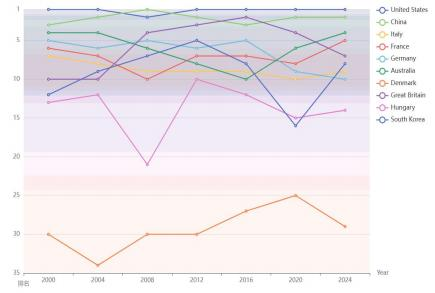 1
5
10
15
20
25
30
35
排名
2000
2004
2008
2012
2016
2020
2024
Year
United States
China
Italy
France
Germany
Australia
Denmark
Great Britain
Hungary
South Korea